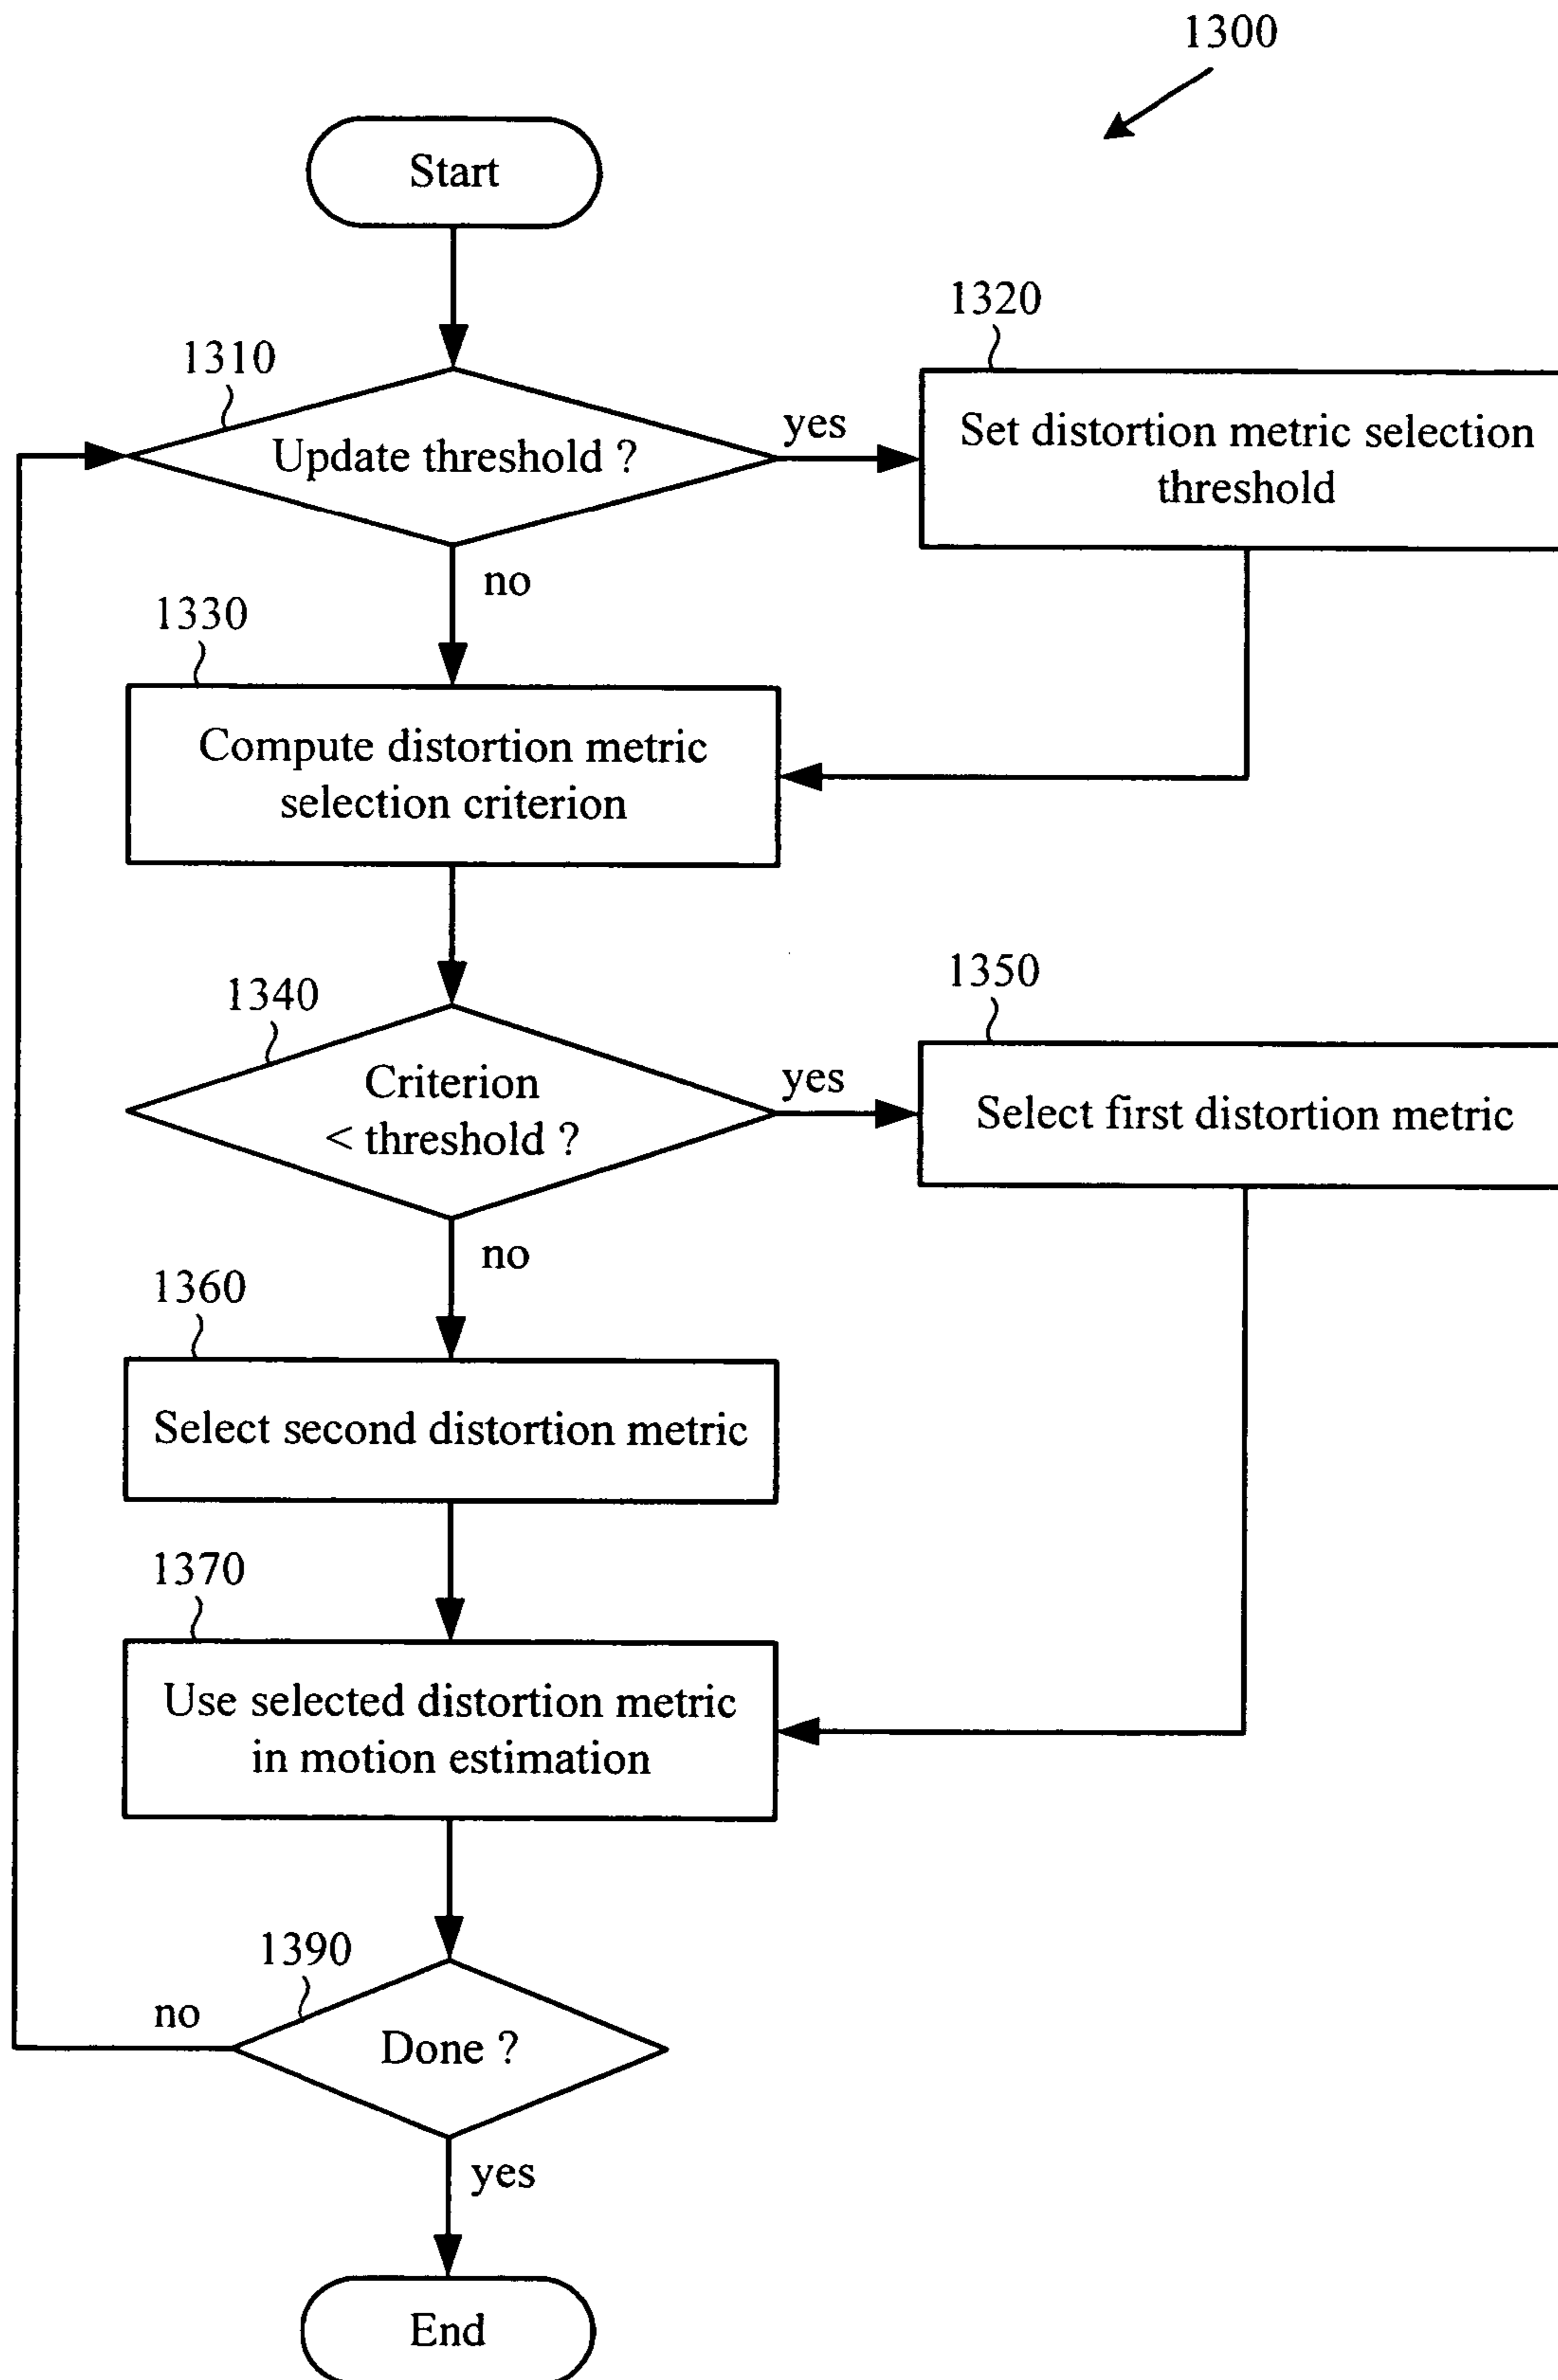 1300
Start
1310
Update threshold ?
yes
1320
Set distortion metric selection
threshold
no
1330
Compute distortion metric
selection criterion
1340
Criterion
< threshold ?
yes
1350
Select first distortion metric
no
1360
Select second distortion metric
1370
Use selected distortion metric
in motion estimation
1390
Done ?
no
yes
End